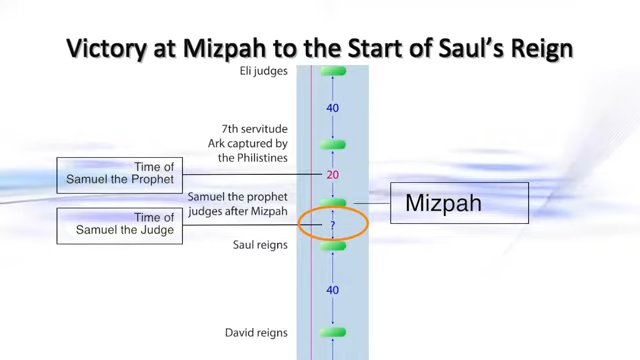 Victory at Mizpah to the Start of Saul's Reign
Eli judges
40
7th servitude
Ark captured by
the Philistines
Time of
Samuel the Prophet
20
Samuel the prophet
judges after Mizpah
Mizpah
Time of
Samuel the Judge
?
Saul reigns
40
David reigns